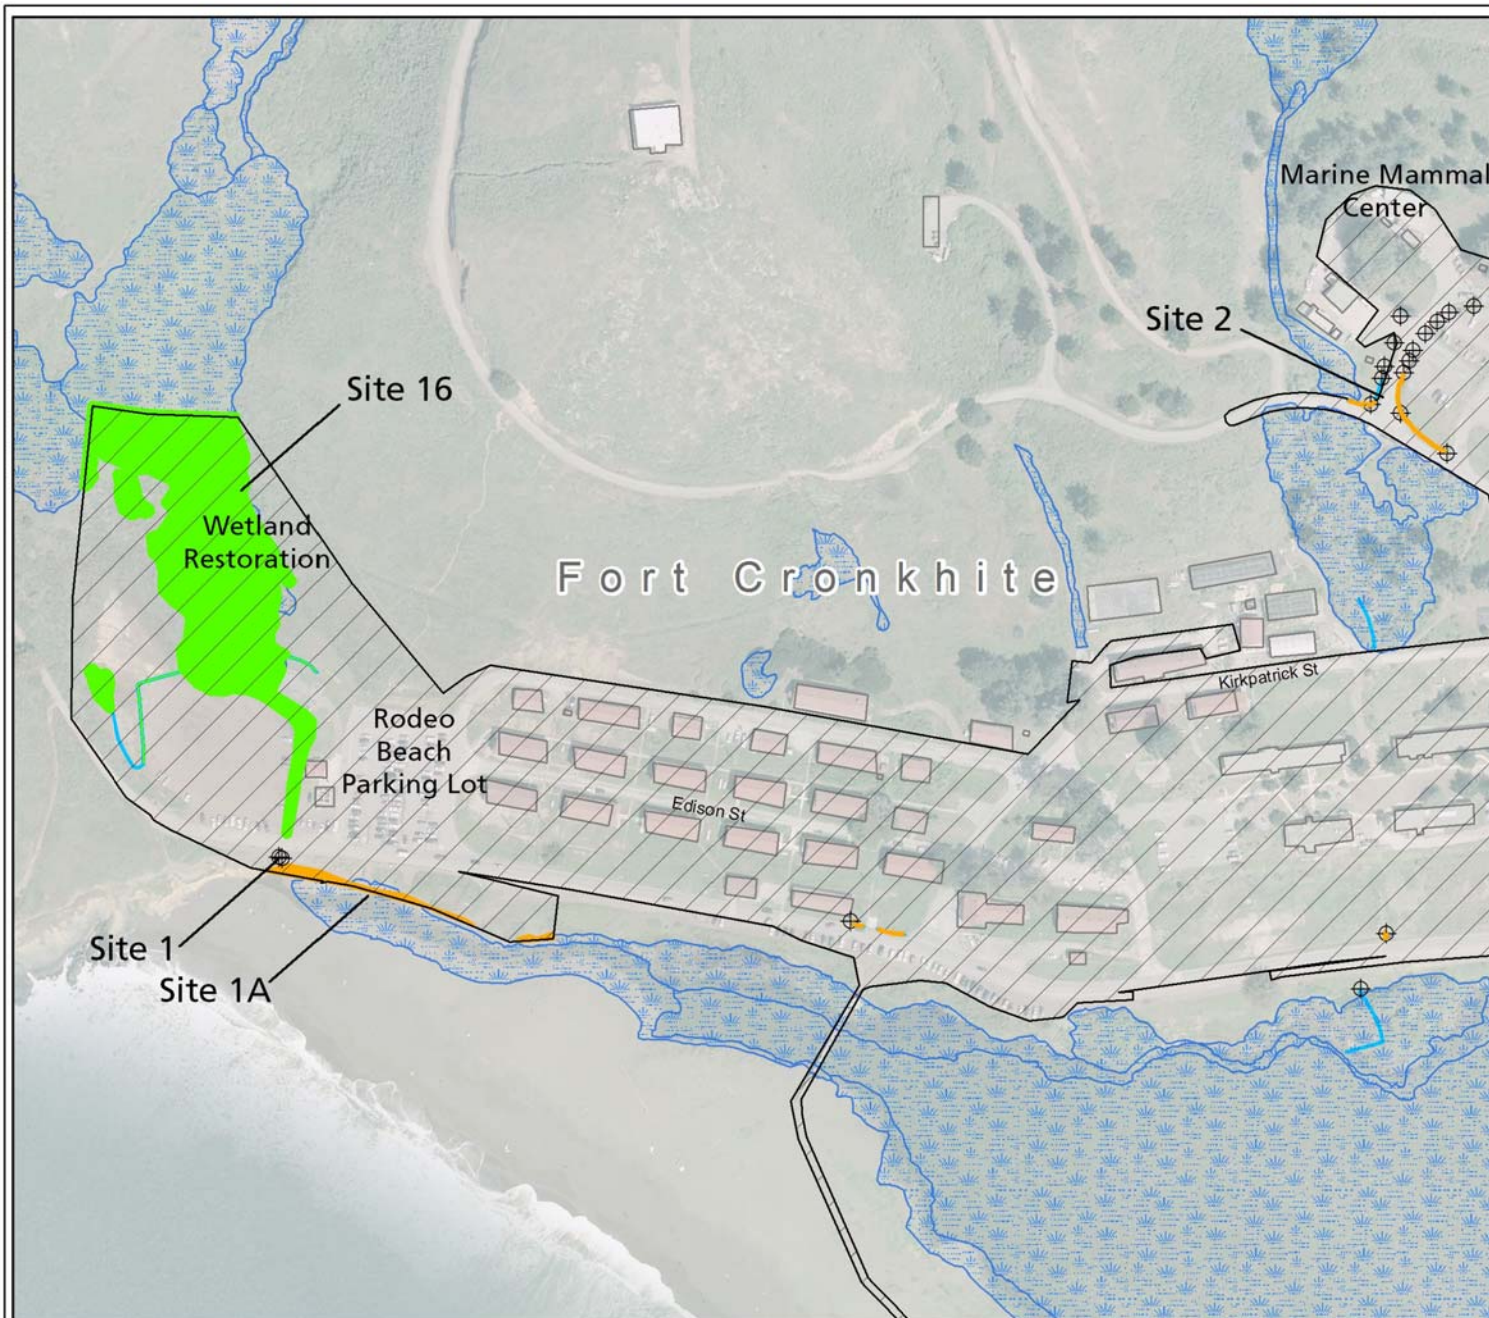 Marine Mammal
Center
Site 2
Site 16
Wetland
Restoration
Fort Cronkhite
Kirkpatrick St
Rodeo
Beach
Parking Lot
Edison St
Site 1
Site 1A